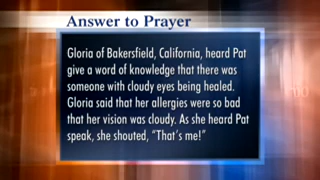 Answer to Prayer
Gloria of Bakersfield, California, heard Pat
give a word of knowledge that there was
someone with cloudy eyes being healed.
Gloria said that her allergies were so bad
that her vision was cloudy. As she heard Pat
speak, she shouted, “That’s me!”